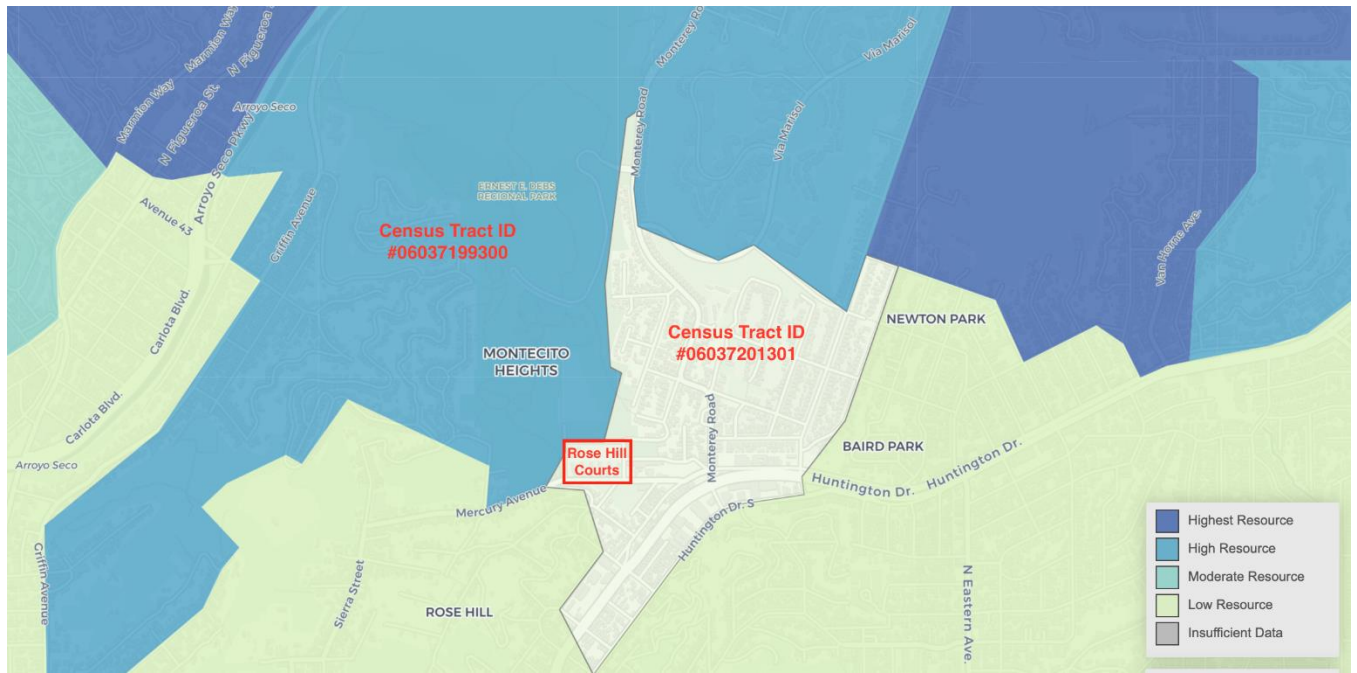 Marmion Way
Marmion Way
N Figueroa St.
N Figueroa
Arroyo Seco
Arroyo Seco Pkwy
Avenue 43
Griffin Avenue
Carlota Blvd.
Carlota Blvd.
Arroyo Seco
Griffin Avenue
ERNEST E. DEBS
REGIONAL PARK
Census Tract ID
#06037199300
MONTECITO
HEIGHTS
Monterey Ro
Monterey Road
Via Marisol
Via Marisol
Census Tract ID
#06037201301
Monterey Road
Rose Hill
Courts
Mercury Avenue
Sierra Street
ROSE HILL
Huntington Dr. S
NEWTON PARK
BAIRD PARK
Huntington Dr.
Huntington Dr.
Van Horne Ave.
N Eastern Ave.
Highest Resource
High Resource
Moderate Resource
Low Resource
Insufficient Data